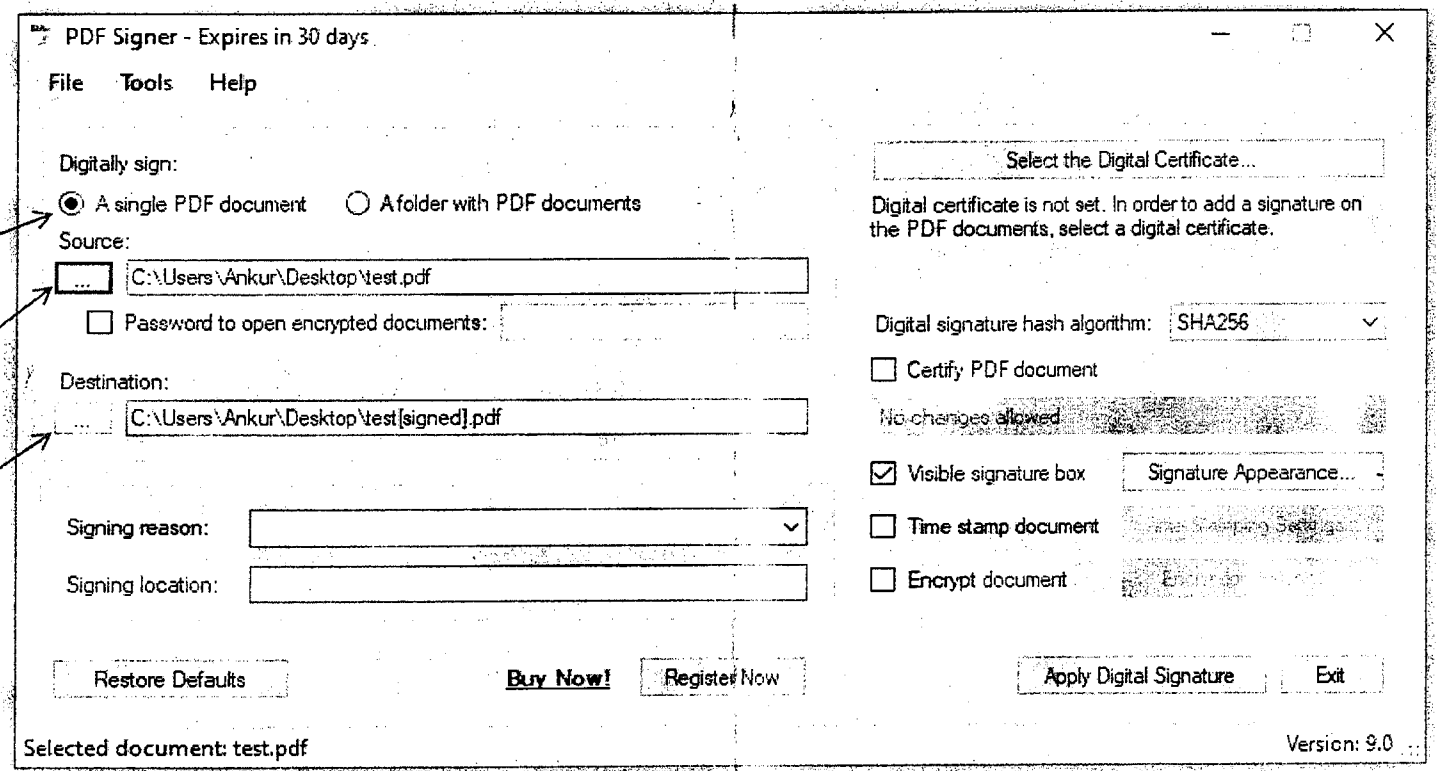 PDF Signer - Expires in 30 days
File Tools Help
Digitally sign:
A single PDF document A folder with PDF documents
Source:
... C:\Users\Ankur\Desktop\test.pdf
Password to open encrypted documents:
Destination:
... C:\Users\Ankur\Desktop\test[signed].pdf
Signing reason:
Signing location:
Select the Digital Certificate...
Digital certificate is not set. In order to add a signature on
the PDF documents, select a digital certificate.
Digital signature hash algorithm: SHA256
Certify PDF document
No changes allowed
Visible signature box Signature Appearance...
Time stamp document
Encrypt document
Restore Defaults Buy Now! Register Now Apply Digital Signature Exit
Selected document: test.pdf Version: 9.0